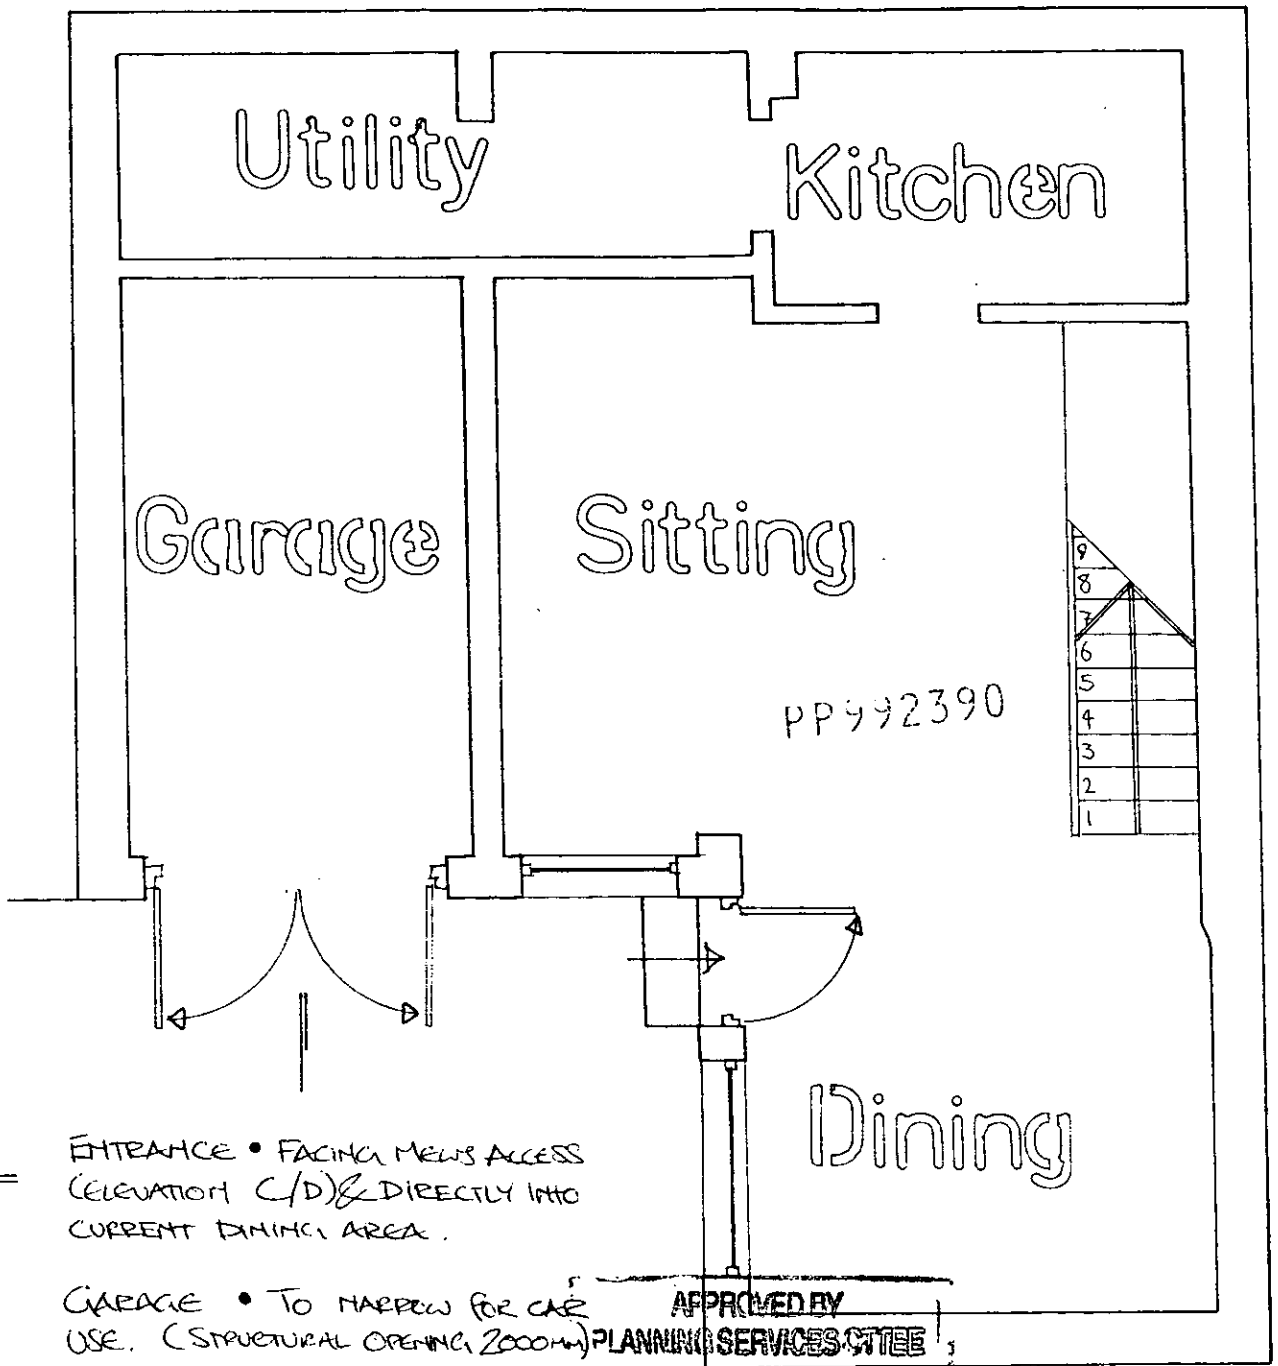 Utility
Kitchen
Garage
Sitting
9
8
7
6
5
4
3
2
1
PP992390
Dining
ENTRANCE • FACING MEWS ACCESS
(ELEVATION C/D) & DIRECTLY INTO
CURRENT DINING AREA.
GARAGE • TO NARROW FOR CAR
USE. (STRUCTURAL OPENING 2000MM)
APPROVED BY
PLANNING SERVICES CTTEE